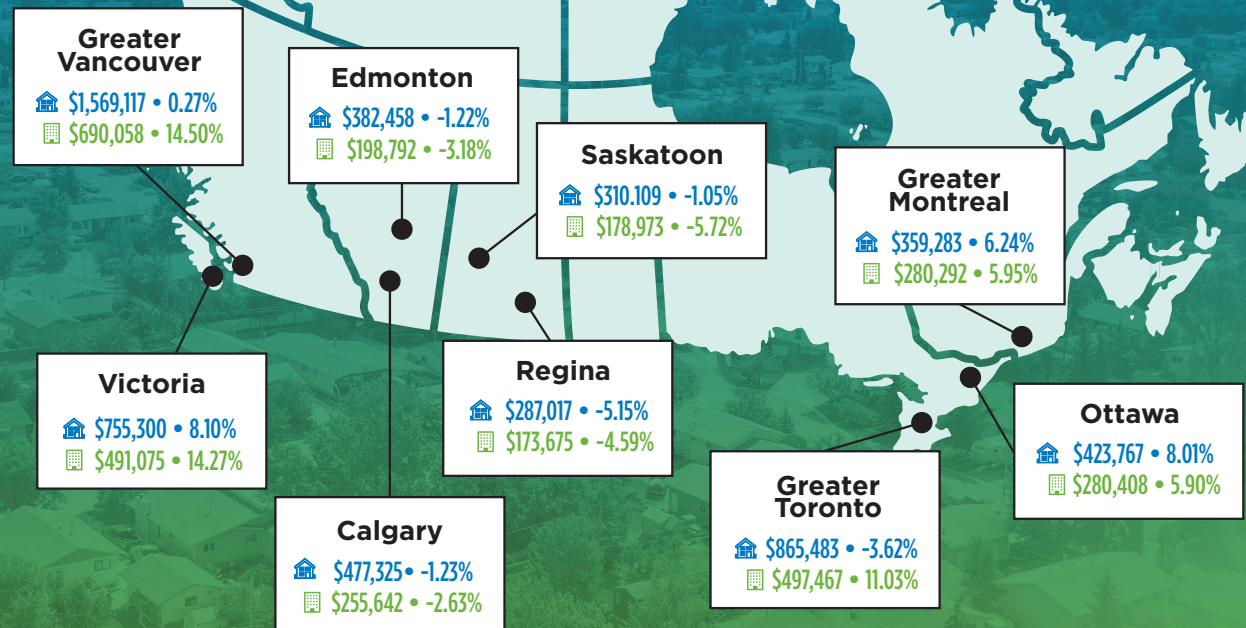 Greater
Vancouver
$1,569,117 • 0.27%
$690,058 • 14.50%
Edmonton
$382,458 • -1.22%
$198,792 • -3.18%
Saskatoon
$310.109 • -1.05%
$178,973 • -5.72%
Greater
Montreal
$359,283 • 6.24%
$280,292 • 5.95%
Victoria
$755,300 • 8.10%
$491,075 • 14.27%
Regina
$287,017 • -5.15%
$173,675 • -4.59%
Ottawa
$423,767 • 8.01%
$280,408 • 5.90%
Calgary
$477,325• -1.23%
$255,642 • -2.63%
Greater
Toronto
$865,483 • -3.62%
$497,467 • 11.03%